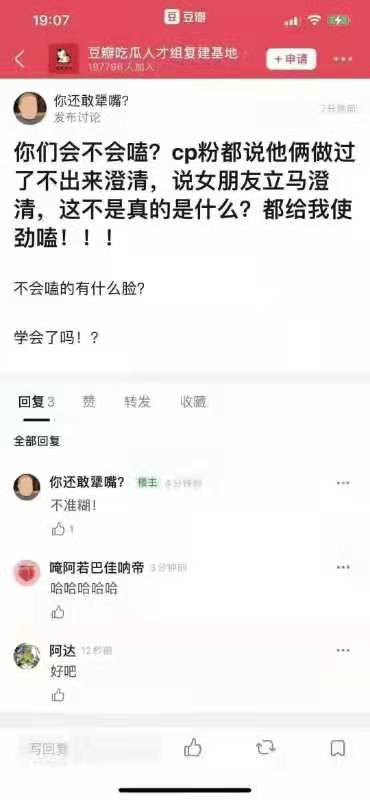 19:07
豆 豆瓣
豆瓣吃瓜人才组复建基地
197796人加入
+申请
你还敢犟嘴?
发布讨论
7分钟前
你们会不会嗑？cp粉都说他俩做过
了不出来澄清，说女朋友立马澄
清，这不是真的是什么？都给我使
劲嗑！！！
不会嗑的有什么脸？
学会了吗！？
回复 3 赞 转发 收藏
全部回复
你还敢犟嘴? 楼主
不准糊！
1
唵阿若巴佳呐帝 3分钟前
哈哈哈哈哈
阿达 12秒前
好吧
写回复